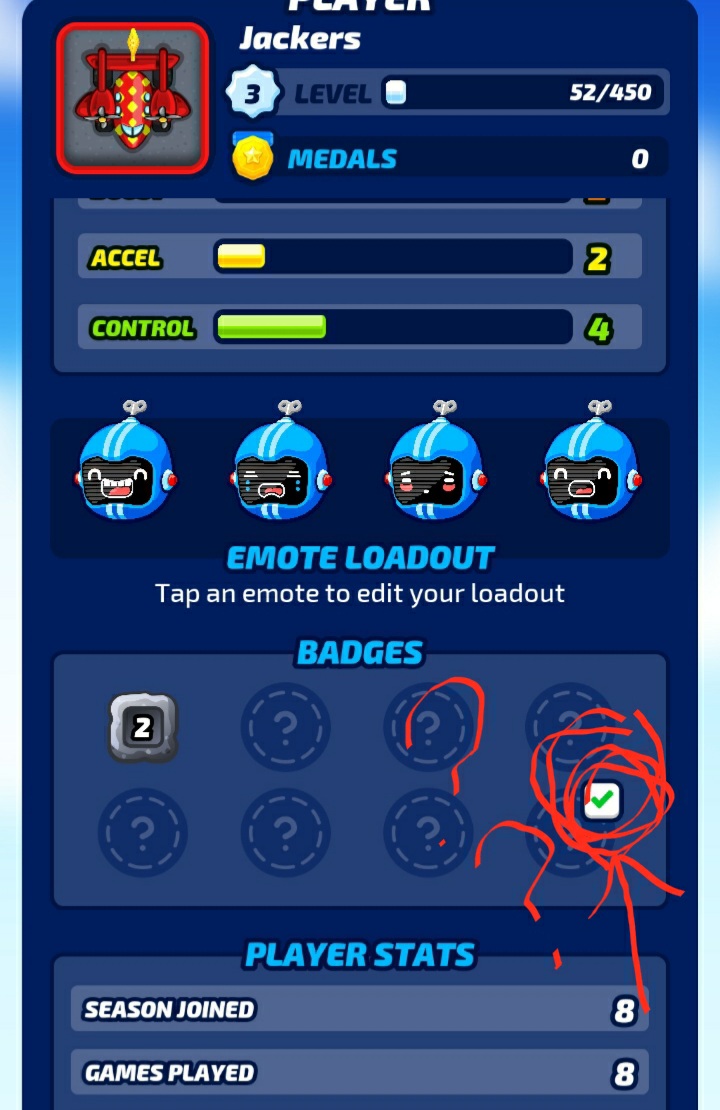 PLAYER
Jackers
3 LEVEL 52/450
MEDALS 0
ACCEL 2
CONTROL 4
EMOTE LOADOUT
Tap an emote to edit your loadout
BADGES
2 ? ? ?
? ? ?
? ?
PLAYER STATS
SEASON JOINED 8
GAMES PLAYED 8